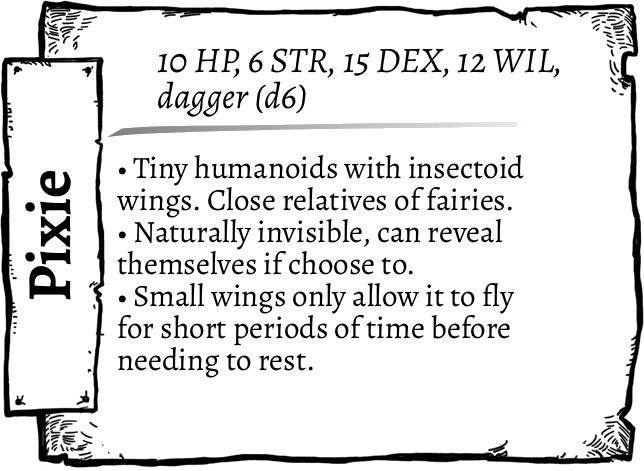 Pixie
10 HP, 6 STR, 15 DEX, 12 WIL,
dagger (d6)
• Tiny humanoids with insectoid
wings. Close relatives of fairies.
• Naturally invisible, can reveal
themselves if choose to.
• Small wings only allow it to fly
for short periods of time before
needing to rest.